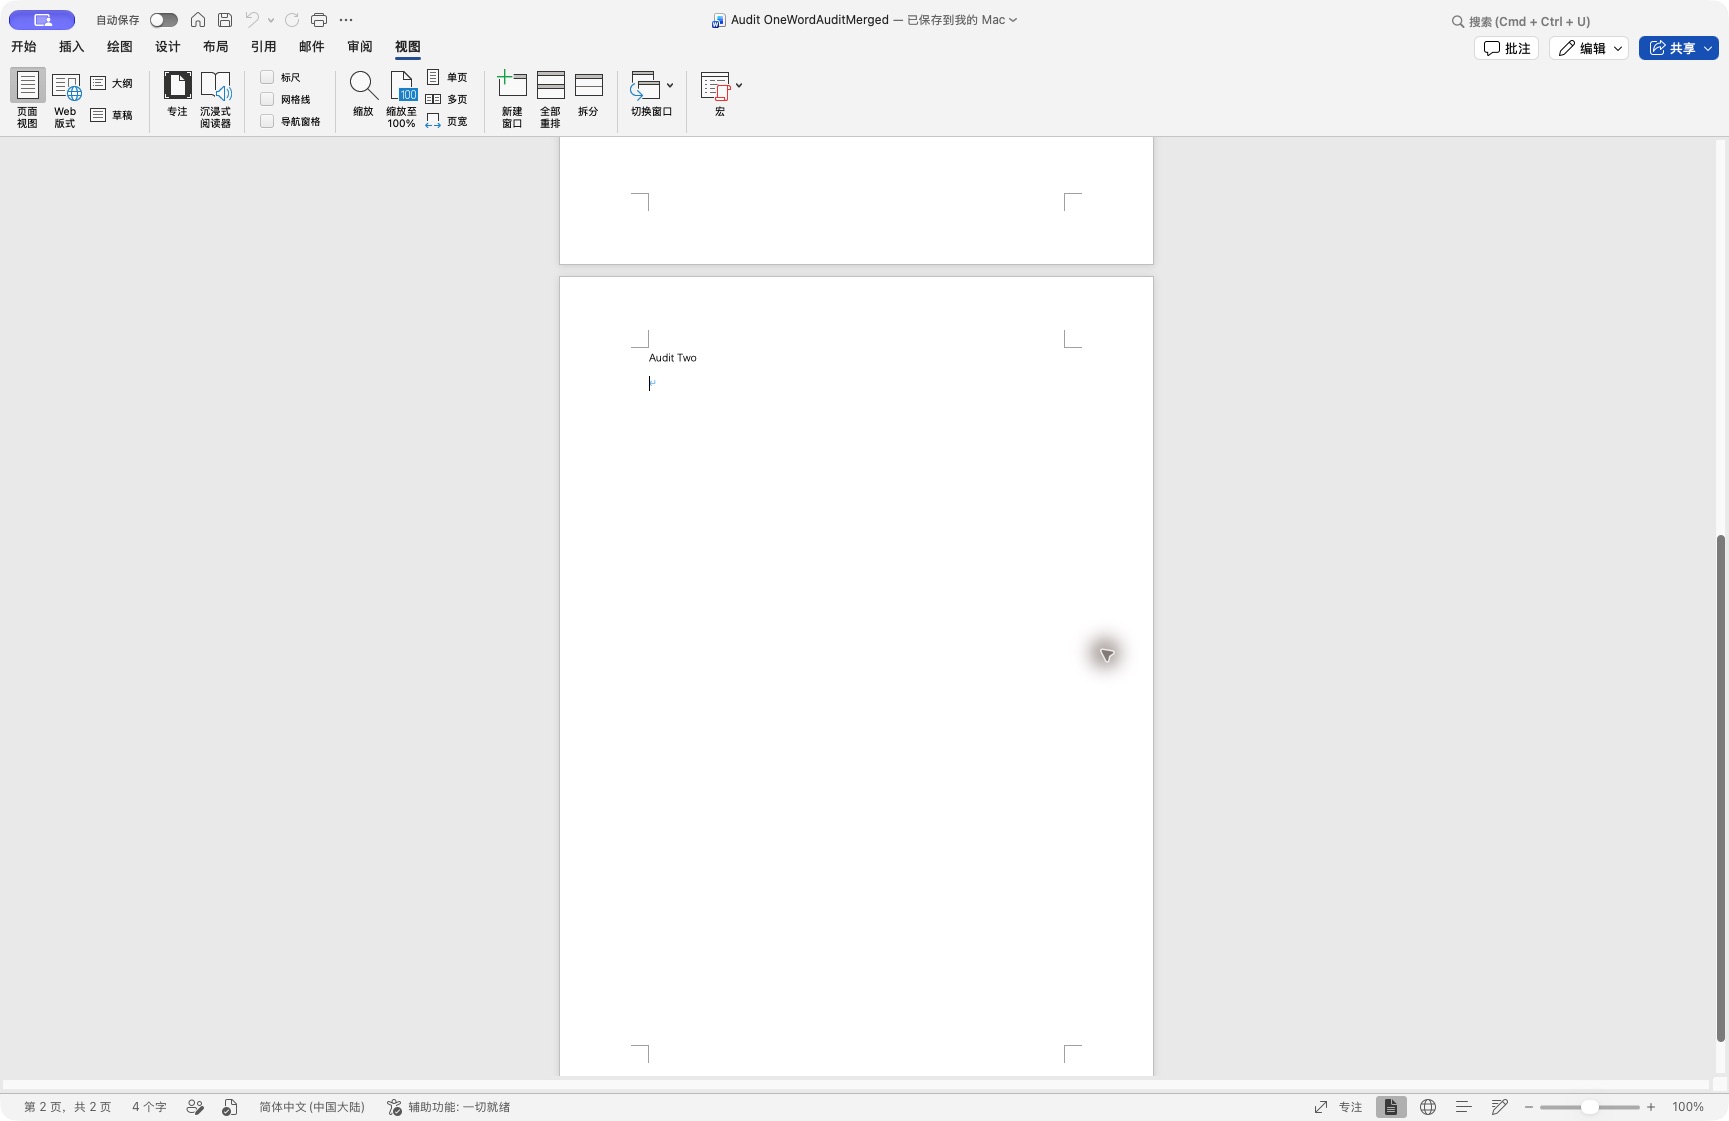 自动保存
Audit OneWordAuditMerged — 已保存到我的 Mac
搜索 (Cmd + Ctrl + U)
开始 插入 绘图 设计 布局 引用 邮件 审阅 视图
批注 编辑 共享
页面视图
Web 版式
大纲
草稿
专注
沉浸式阅读器
标尺
网格线
导航窗格
缩放
100
缩放至 100%
单页
多页
页宽
新建窗口
全部重排
拆分
切换窗口
宏
Audit Two
第 2 页，共 2 页 4 个字 简体中文 (中国大陆) 辅助功能: 一切就绪 专注 100%